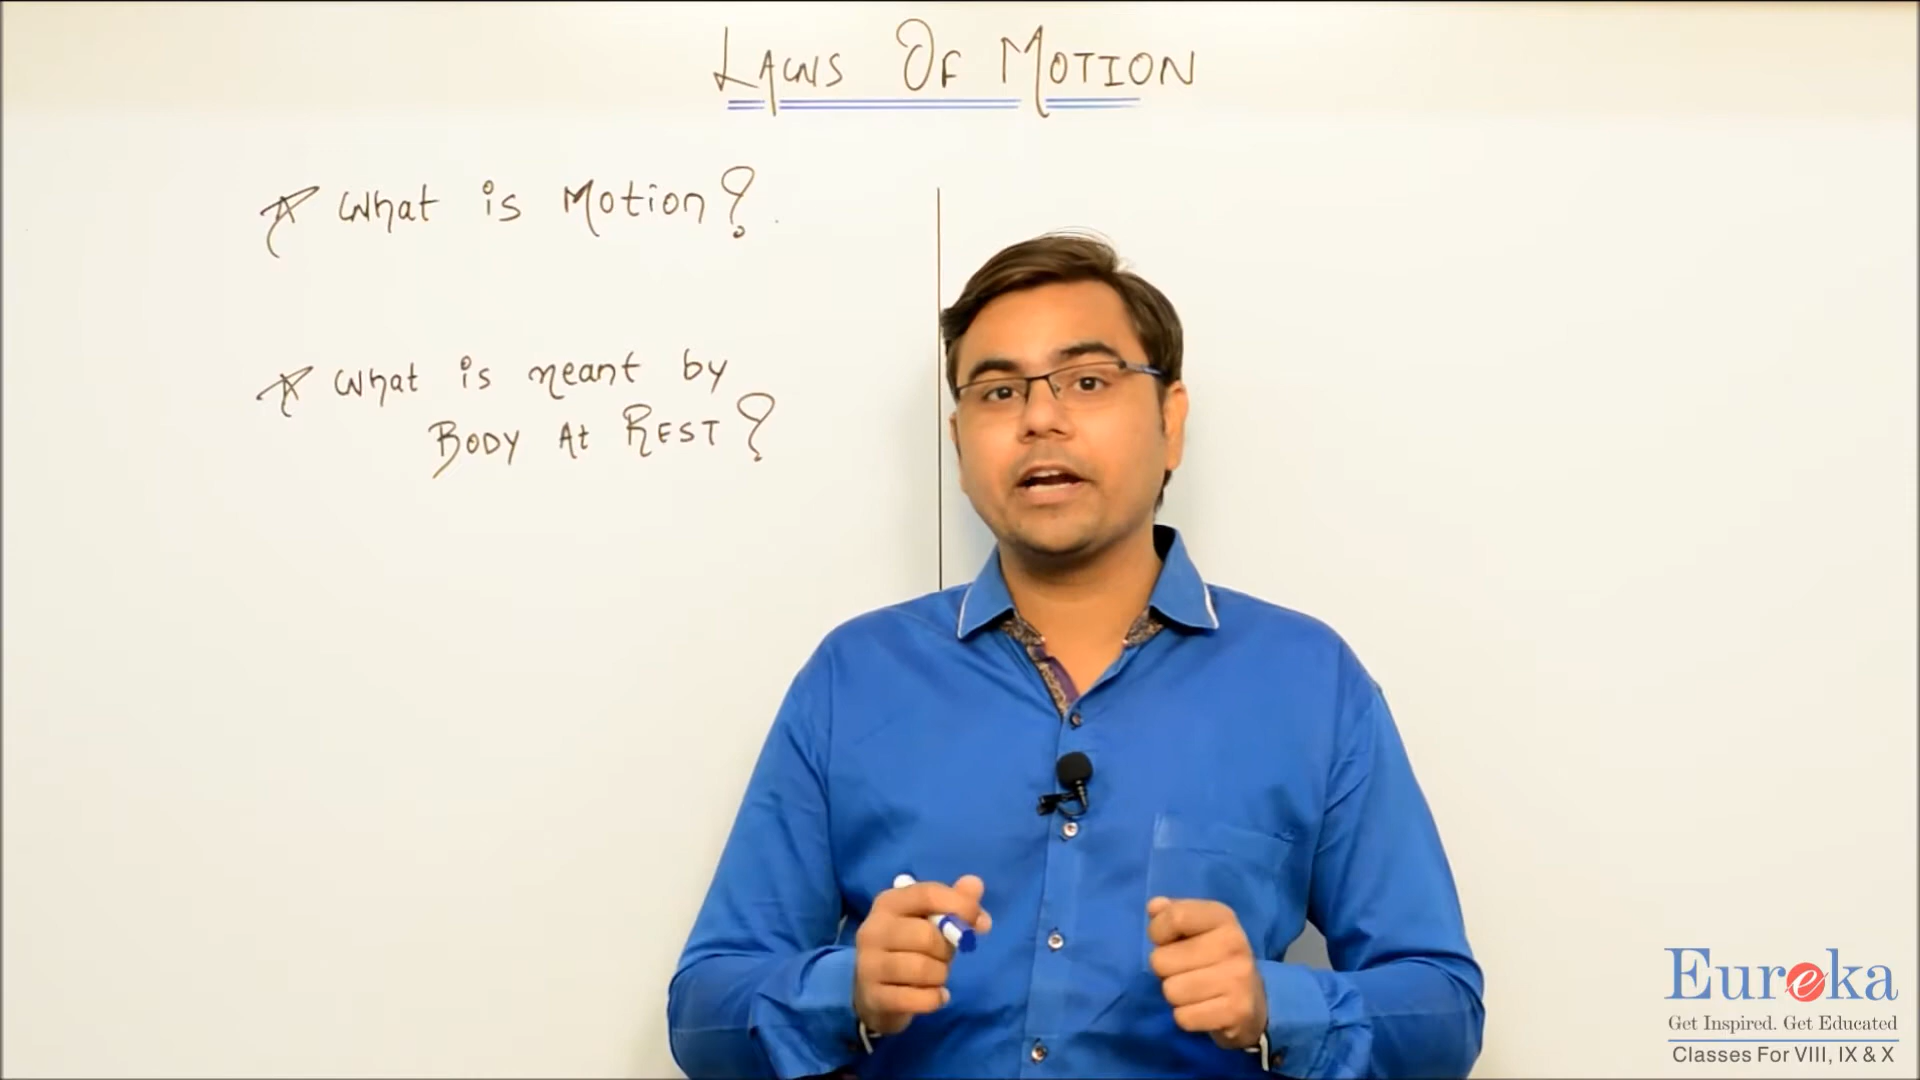 LAWS OF MOTION
What is Motion?
What is meant by
BODY At REST?
Eureka
Get Inspired. Get Educated
Classes For VIII, IX & X